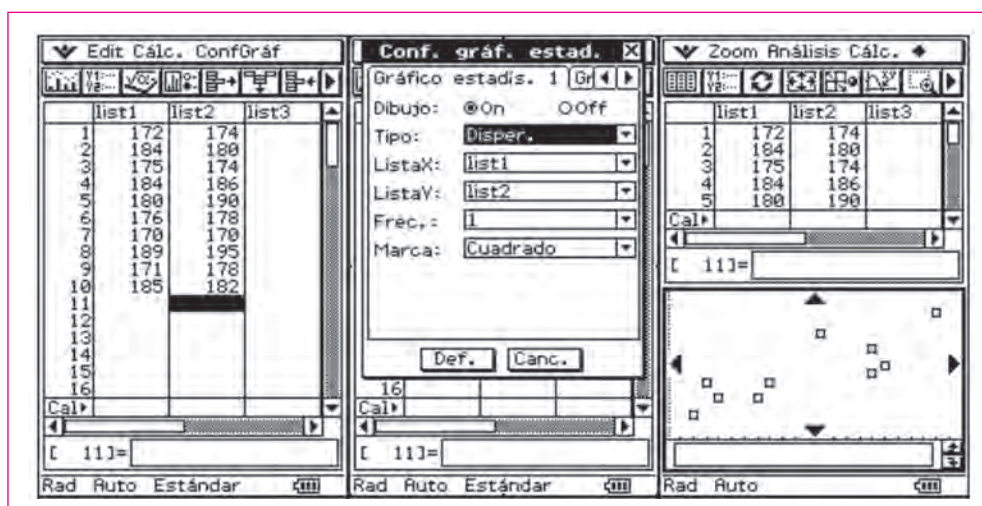 Edit Cálc. ConfGráf
list1 list2 list3
1 172 174
2 184 180
3 175 174
4 184 186
5 180 190
6 176 178
7 170 170
8 189 195
9 171 178
10 185 182
11
12
13
14
15
16
Cal
[ 11]=
Rad Auto Estándar
Conf. gráf. estad. X
Gráfico estadis. 1 Gr
Dibujo: On Off
Tipo: Disper.
ListaX: list1
ListaY: list2
Frec.: 1
Marca: Cuadrado
Def. Canc.
16
Cal
[ 11]=
Rad Auto Estándar
Zoom Análisis Cálc.
list1 list2 list3
1 172 174
2 184 180
3 175 174
4 184 186
5 180 190
Cal
[ 11]=
Rad Auto